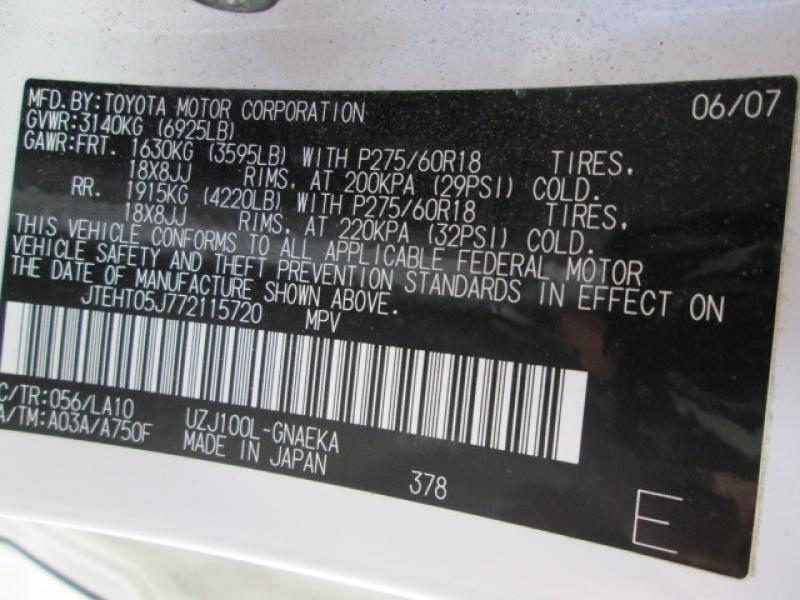 MFD.BY:TOYOTA MOTOR CORPORATION 06/07
GVWR:3140KG (6925LB)
GAWR:FRT. 1630KG (3595LB) WITH P275/60R18 TIRES,
18X8JJ RIMS, AT 200KPA (29PSI) COLD.
RR. 1915KG (4220LB) WITH P275/60R18 TIRES,
18X8JJ RIMS, AT 220KPA (32PSI) COLD.
THIS VEHICLE CONFORMS TO ALL APPLICABLE FEDERAL MOTOR
VEHICLE SAFETY AND THEFT PREVENTION STANDARDS IN EFFECT ON
THE DATE OF MANUFACTURE SHOWN ABOVE.
JTEHT05J772115720 MPV
C/TR:056/LA10 UZJ100L-GNAEKA
A/TM:A03A/A750F MADE IN JAPAN
378
E